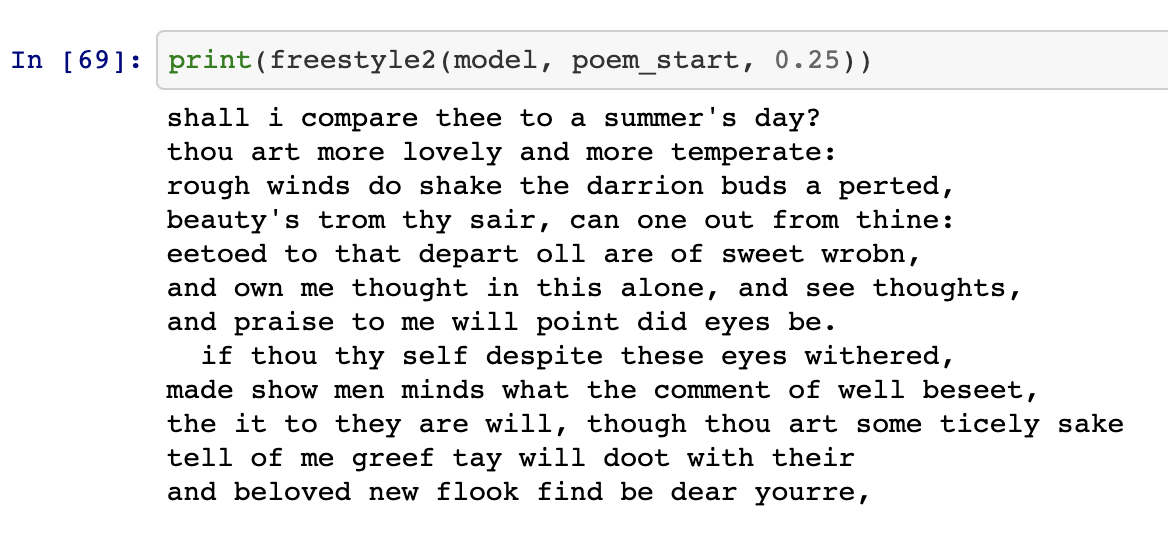 In [69]: print(freestyle2(model, poem_start, 0.25))
shall i compare thee to a summer's day?
thou art more lovely and more temperate:
rough winds do shake the darrion buds a perted,
beauty's trom thy sair, can one out from thine:
eetoed to that depart oll are of sweet wrobn,
and own me thought in this alone, and see thoughts,
and praise to me will point did eyes be.
  if thou thy self despite these eyes withered,
made show men minds what the comment of well beseet,
the it to they are will, though thou art some ticely sake
tell of me greef tay will doot with their
and beloved new flook find be dear yourre,